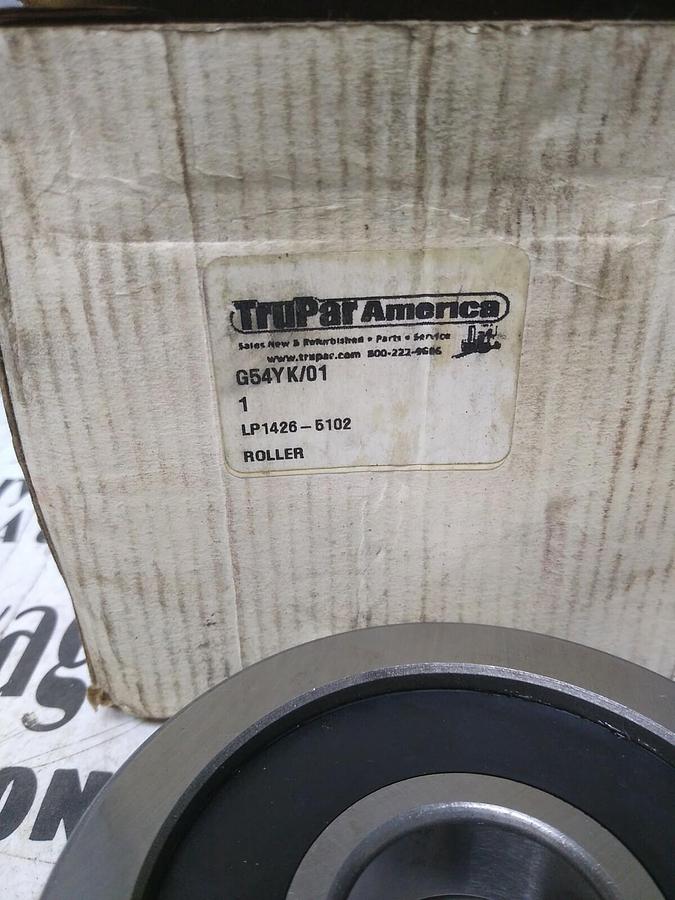 TruPar America
Sales New & Refurbished • Parts • Service
www.trupar.com 800-222-9606
G54YK/01
1
LP1426-5102
ROLLER
ON